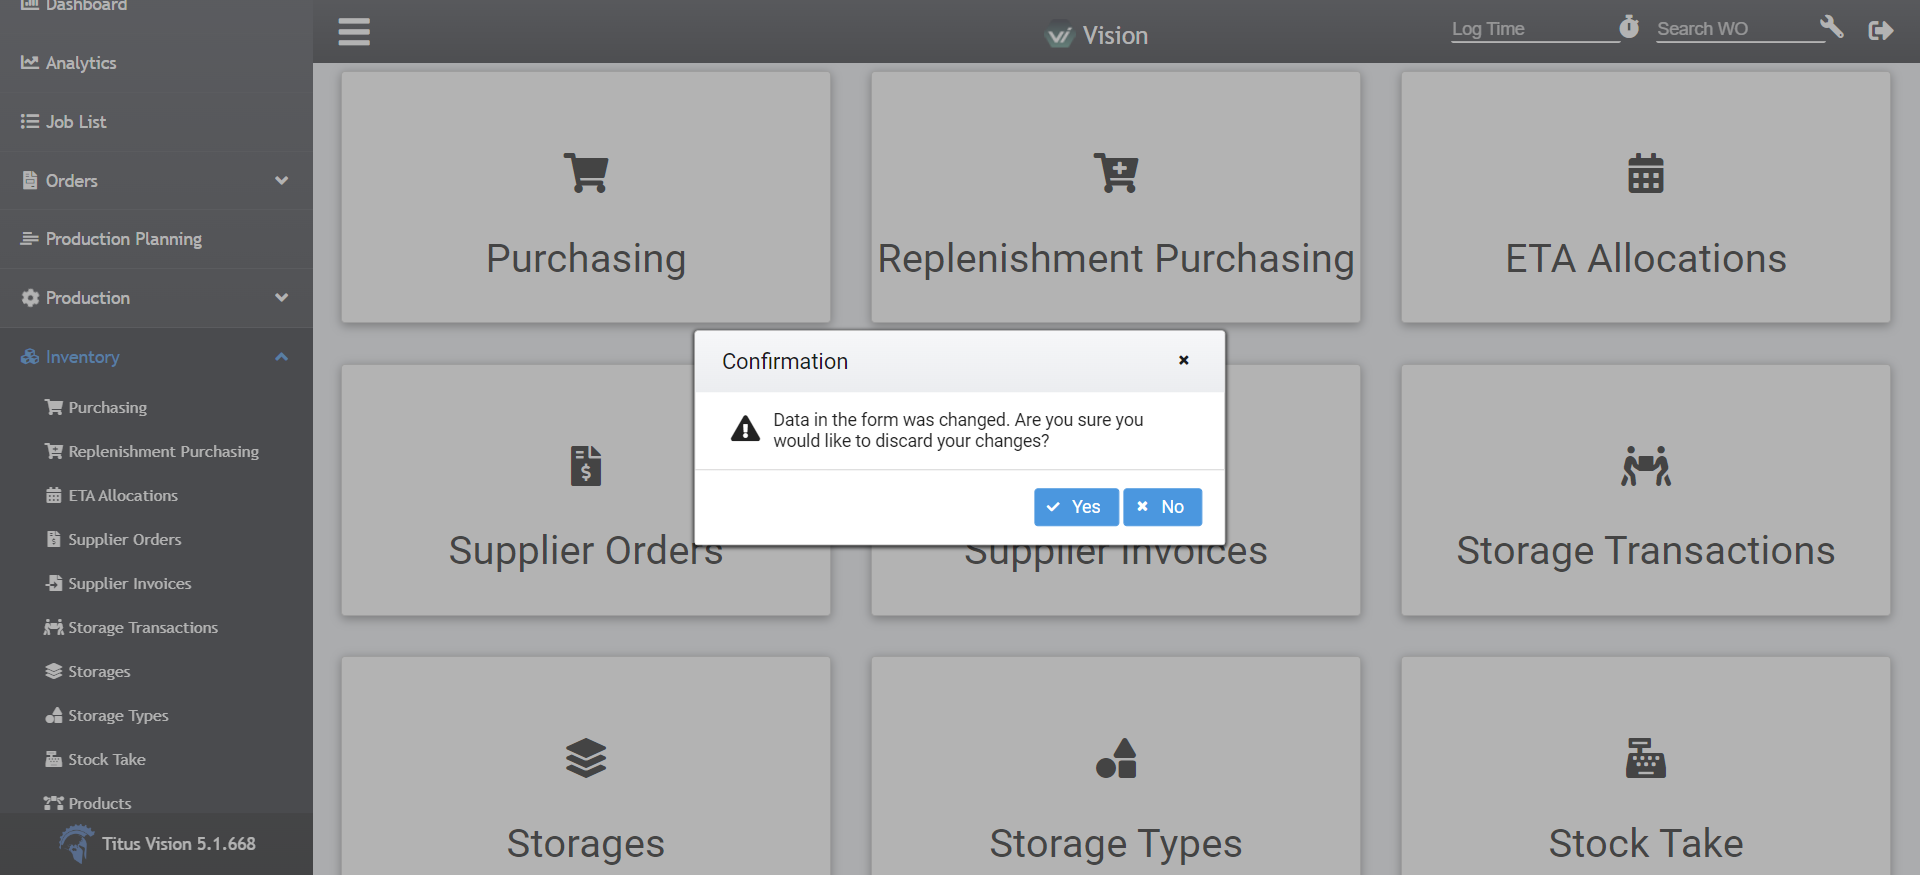 Dashboard
Analytics
Job List
Orders
Production Planning
Production
Inventory
Purchasing
Replenishment Purchasing
ETA Allocations
Supplier Orders
Supplier Invoices
Storage Transactions
Storages
Storage Types
Stock Take
Products
Titus Vision 5.1.668
Vision
Log Time
Search WO
Purchasing
Replenishment Purchasing
ETA Allocations
Supplier Orders
Supplier Invoices
Storage Transactions
Storages
Storage Types
Stock Take
Confirmation
Data in the form was changed. Are you sure you
would like to discard your changes?
Yes
No